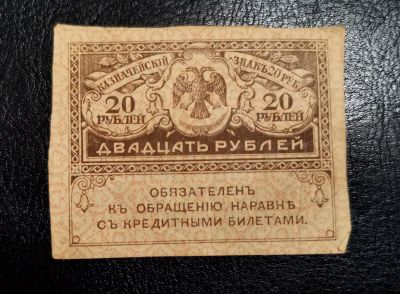 КАЗНАЧЕЙСКІЙ ЗНАКЪ 20 РУБ.
20 РУБЛЕЙ
20 РУБЛЕЙ
ДВАДЦАТЬ РУБЛЕЙ
ОБЯЗАТЕЛЕНЪ
КЪ ОБРАЩЕНІЮ НАРАВНѢ
СЪ КРЕДИТНЫМИ БИЛЕТАМИ.